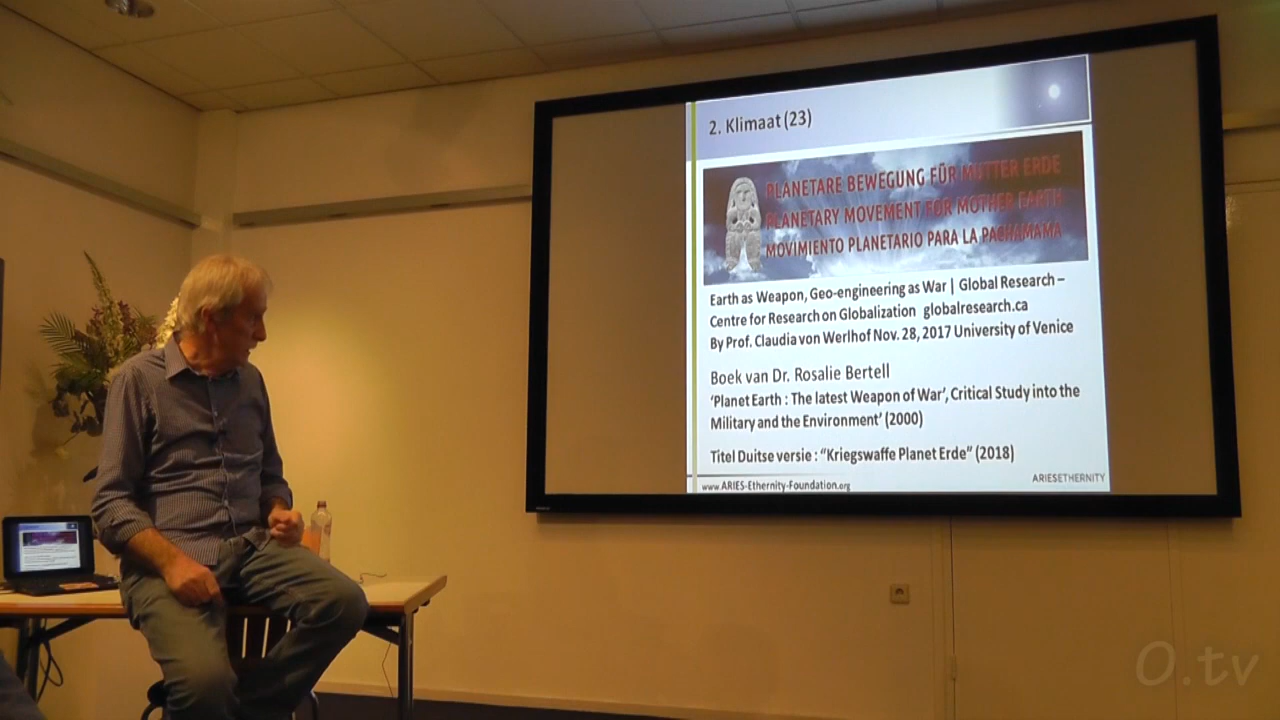 2. Klimaat (23)
PLANETARE BEWEGUNG FÜR MUTTER ERDE
PLANETARY MOVEMENT FOR MOTHER EARTH
MOVIMIENTO PLANETARIO PARA LA PACHAMAMA
Earth as Weapon, Geo-engineering as War | Global Research –
Centre for Research on Globalization globalresearch.ca
By Prof. Claudia von Werlhof Nov. 28, 2017 University of Venice
Boek van Dr. Rosalie Bertell
‘Planet Earth : The latest Weapon of War’, Critical Study into the
Military and the Environment’ (2000)
Titel Duitse versie : “Kriegswaffe Planet Erde” (2018)
www.ARIES-Ethernity-Foundation.org
ARIESETHERNITY
O.tv